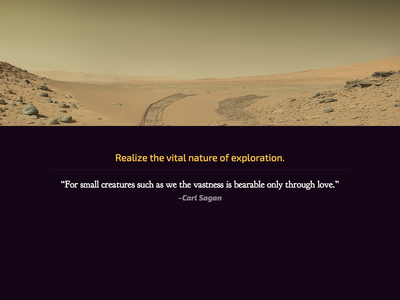 Realize the vital nature of exploration.
“For small creatures such as we the vastness is bearable only through love.”
–Carl Sagan